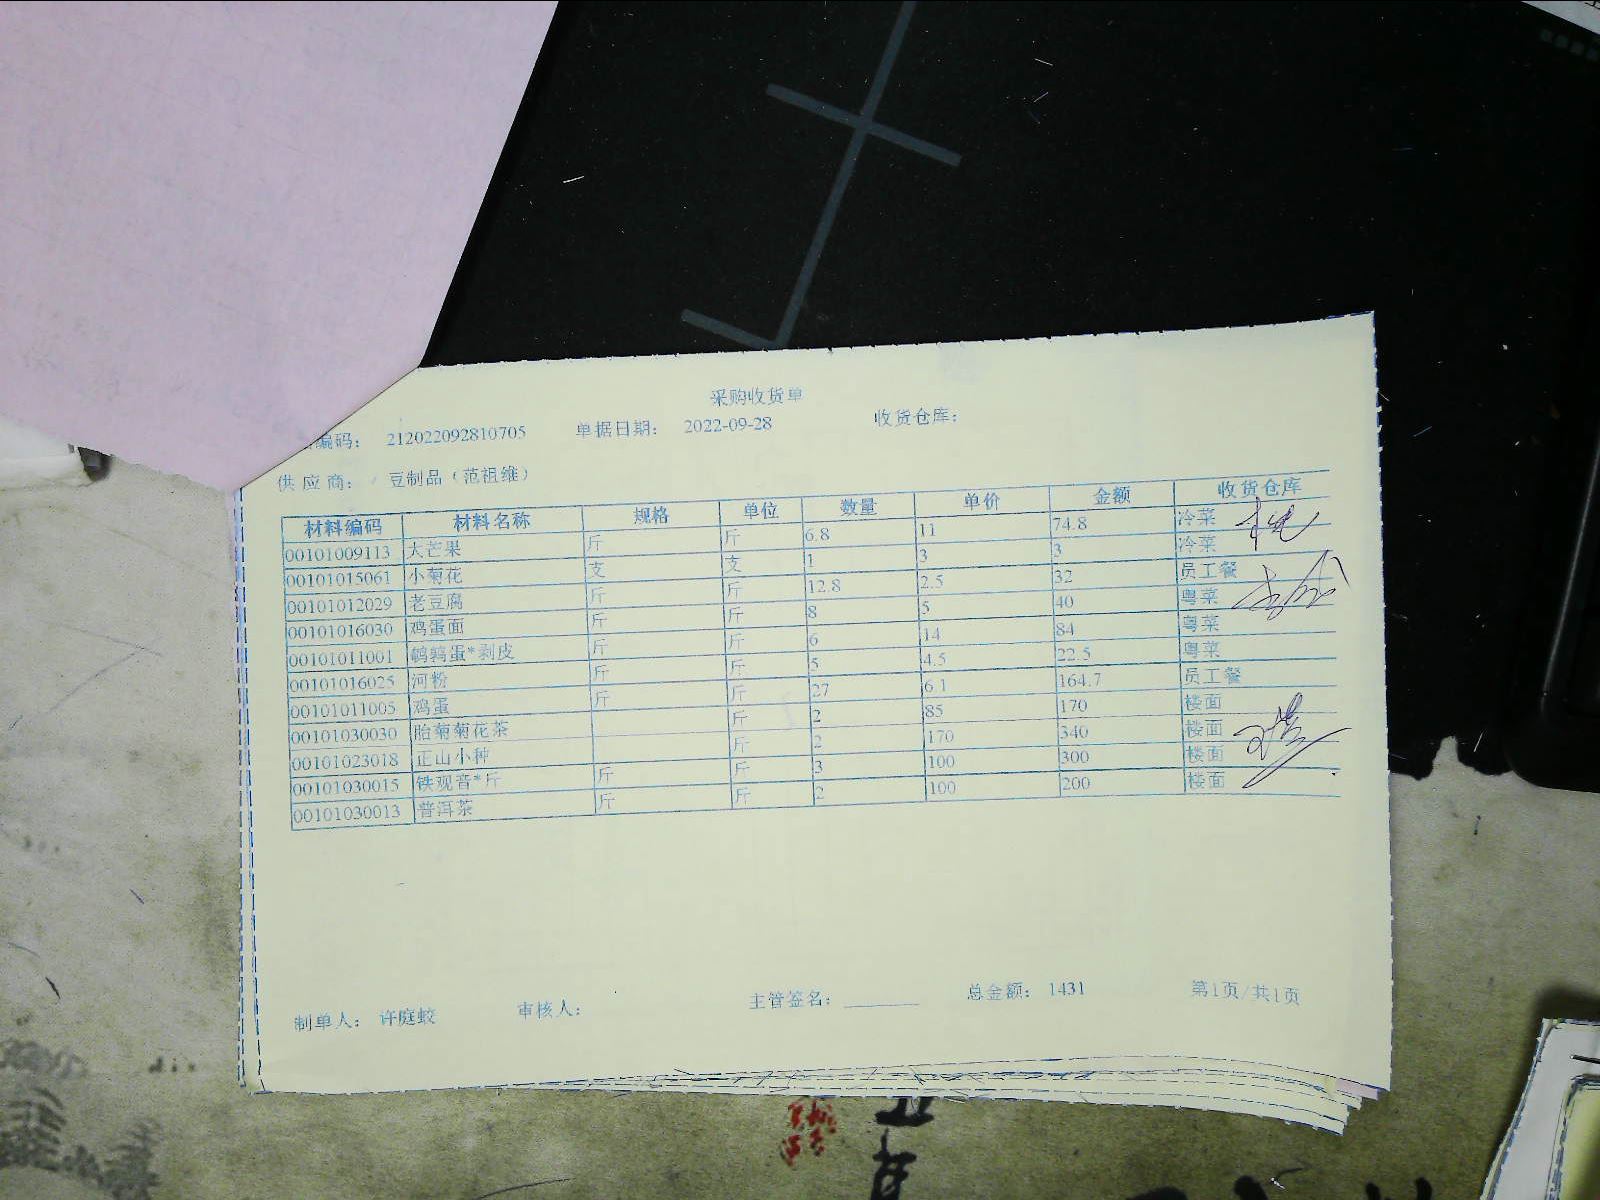 采购收货单
编码： 212022092810705 单据日期： 2022-09-28 收货仓库：
供应商： 豆制品（范祖维）
材料编码 材料名称 规格 单位 数量 单价 金额 收货仓库
00101009113 大芒果 斤 斤 6.8 11 74.8 冷菜
00101015061 小菊花 支 支 1 3 3 冷菜
00101012029 老豆腐 斤 斤 12.8 2.5 32 员工餐
00101016030 鸡蛋面 斤 斤 8 5 40 粤菜
00101011001 鹌鹑蛋*剥皮 斤 斤 6 14 84 粤菜
00101016025 河粉 斤 斤 5 4.5 22.5 粤菜
00101011005 鸡蛋 斤 斤 27 6.1 164.7 员工餐
00101030030 胎菊菊花茶 斤 2 85 170 楼面
00101023018 正山小种 斤 2 170 340 楼面
00101030015 铁观音*斤 斤 斤 3 100 300 楼面
00101030013 普洱茶 斤 斤 2 100 200 楼面
制单人： 许庭蛟 审核人： 主管签名： 总金额： 1431 第1页/共1页